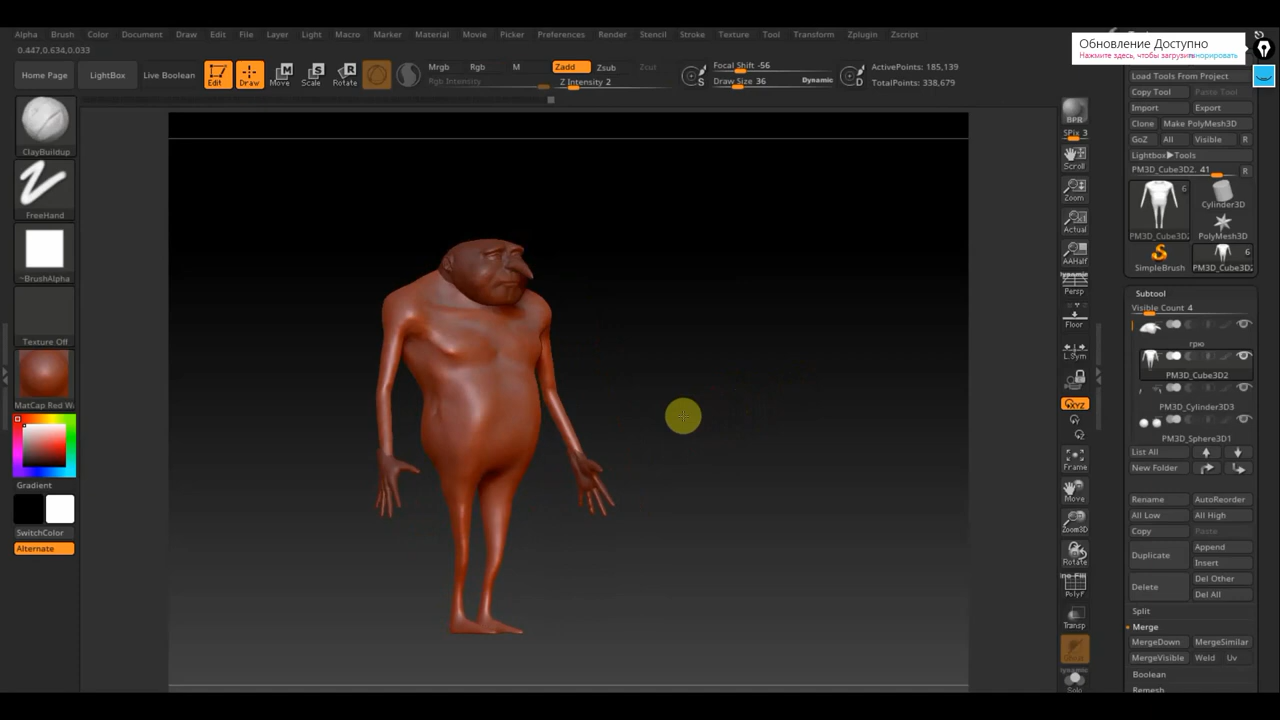 Alpha Brush Color Document Draw Edit File Layer Light Macro Marker Material Movie Picker Preferences Render Stencil Stroke Texture Tool Transform Zplugin Zscript
0.447,0.634,0.033
Обновление Доступно
Нажмите здесь, чтобы загрузить
игнорировать
Home Page
LightBox
Live Boolean
Edit
Draw
Move
Scale
Rotate
Mrgb Rgb M
Rgb Intensity
Zadd Zsub Zcut
Z Intensity 2
S
Focal Shift -56
Draw Size 36
Dynamic
D
ActivePoints: 185,139
TotalPoints: 338,679
ClayBuildup
FreeHand
~BrushAlpha
Texture Off
MatCap Red W
Gradient
SwitchColor
Alternate
BPR
SPix 3
Scroll
Zoom
Actual
AAHalf
Dynamic
Persp
Floor
L.Sym
XYZ
Y
Z
Frame
Move
Zoom3D
Rotate
PolyF
Transp
Ghost
Dynamic
Solo
Load Tools From Project
Copy Tool Paste Tool
Import Export
Clone Make PolyMesh3D
GoZ All Visible R
Lightbox▶Tools
PM3D_Cube3D2. 41 R
6
PM3D_Cube3D2
Cylinder3D
PolyMesh3D
SimpleBrush
6
PM3D_Cube3D2
Subtool
Visible Count 4
грю
PM3D_Cube3D2
PM3D_Cylinder3D3
PM3D_Sphere3D1
List All
New Folder
Rename AutoReorder
All Low All High
Copy Paste
Duplicate Append
Insert
Delete Del Other
Del All
Split
Merge
MergeDown MergeSimilar
MergeVisible Weld Uv
Boolean
Remesh